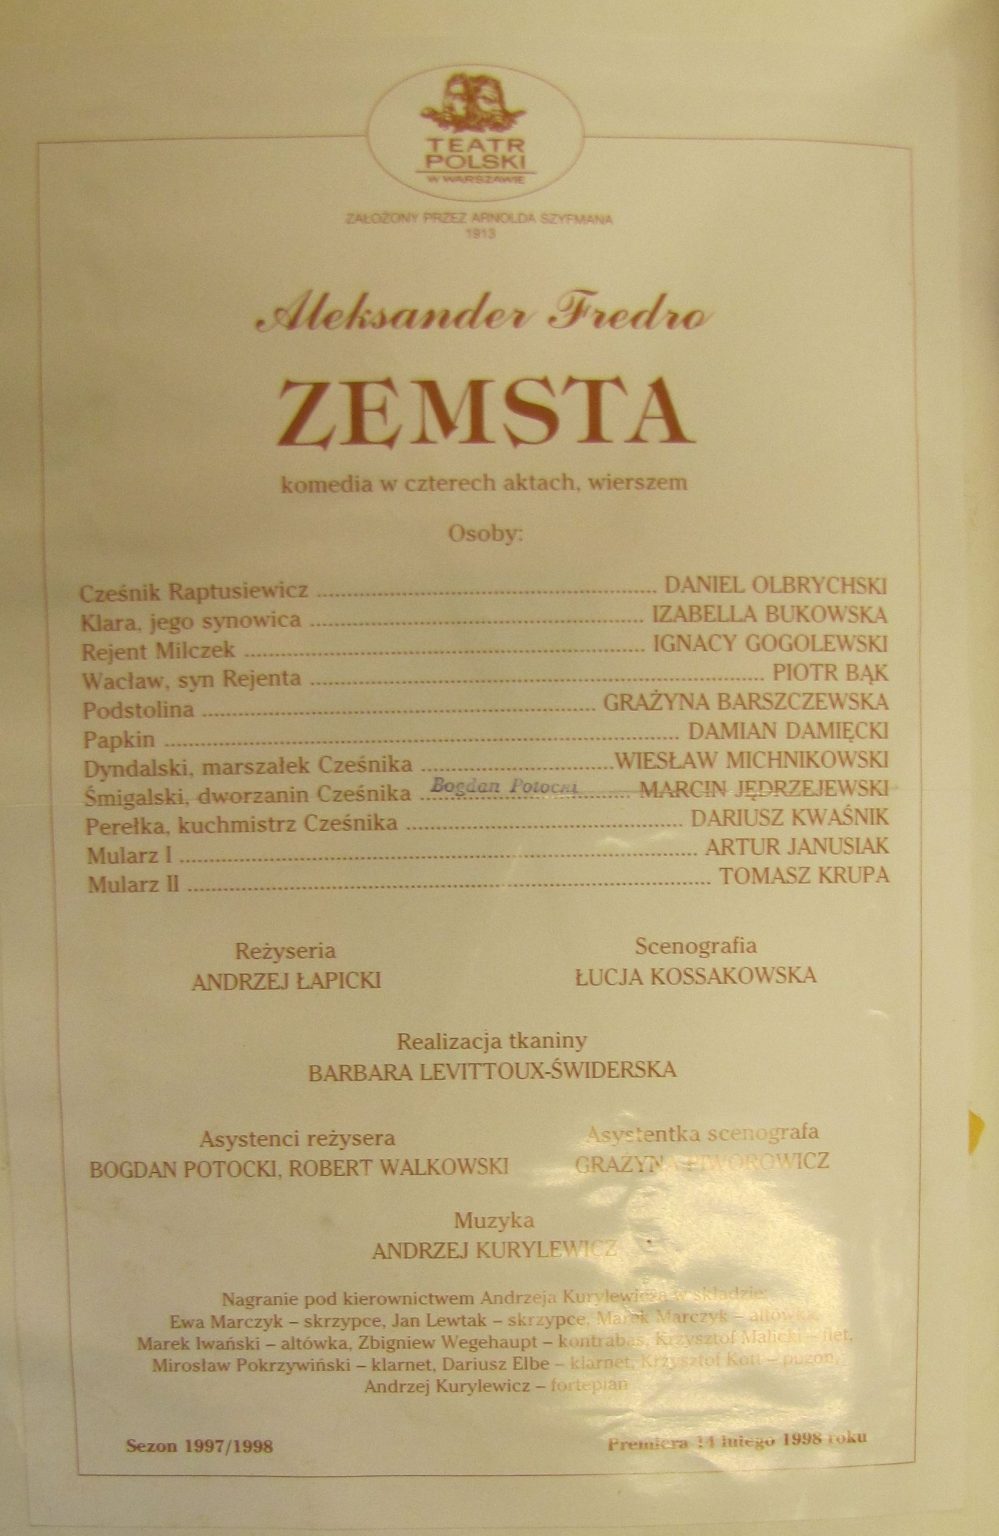 TEATR
POLSKI
W WARSZAWIE
ZAŁOŻONY PRZEZ ARNOLDA SZYFMANA
1913
Aleksander Fredro
ZEMSTA
komedia w czterech aktach, wierszem
Osoby:
Cześnik Raptusiewicz ........ DANIEL OLBRYCHSKI
Klara, jego synowica ........ IZABELLA BUKOWSKA
Rejent Milczek ........ IGNACY GOGOLEWSKI
Wacław, syn Rejenta ........ PIOTR BĄK
Podstolina ........ GRAŻYNA BARSZCZEWSKA
Papkin ........ DAMIAN DAMIĘCKI
Dyndalski, marszałek Cześnika ........ WIESŁAW MICHNIKOWSKI
Śmigalski, dworzanin Cześnika ........ Bogdan Potocki ........ MARCIN JĘDRZEJEWSKI
Perełka, kuchmistrz Cześnika ........ DARIUSZ KWAŚNIK
Mularz I ........ ARTUR JANUSIAK
Mularz II ........ TOMASZ KRUPA
Reżyseria Scenografia
ANDRZEJ ŁAPICKI ŁUCJA KOSSAKOWSKA
Realizacja tkaniny
BARBARA LEVITTOUX-ŚWIDERSKA
Asystenci reżysera Asystentka scenografa
BOGDAN POTOCKI, ROBERT WALKOWSKI GRAŻYNA PIWOROWICZ
Muzyka
ANDRZEJ KURYLEWICZ
Nagranie pod kierownictwem Andrzeja Kurylewicza w składzie:
Ewa Marczyk – skrzypce, Jan Lewtak – skrzypce, Marek Marczyk – altówka,
Marek Iwański – altówka, Zbigniew Wegehaupt – kontrabas, Krzysztof Malicki – flet,
Mirosław Pokrzywiński – klarnet, Dariusz Elbe – klarnet, Krzysztof Kott – puzon,
Andrzej Kurylewicz – fortepian
Sezon 1997/1998 Premiera 14 lutego 1998 roku